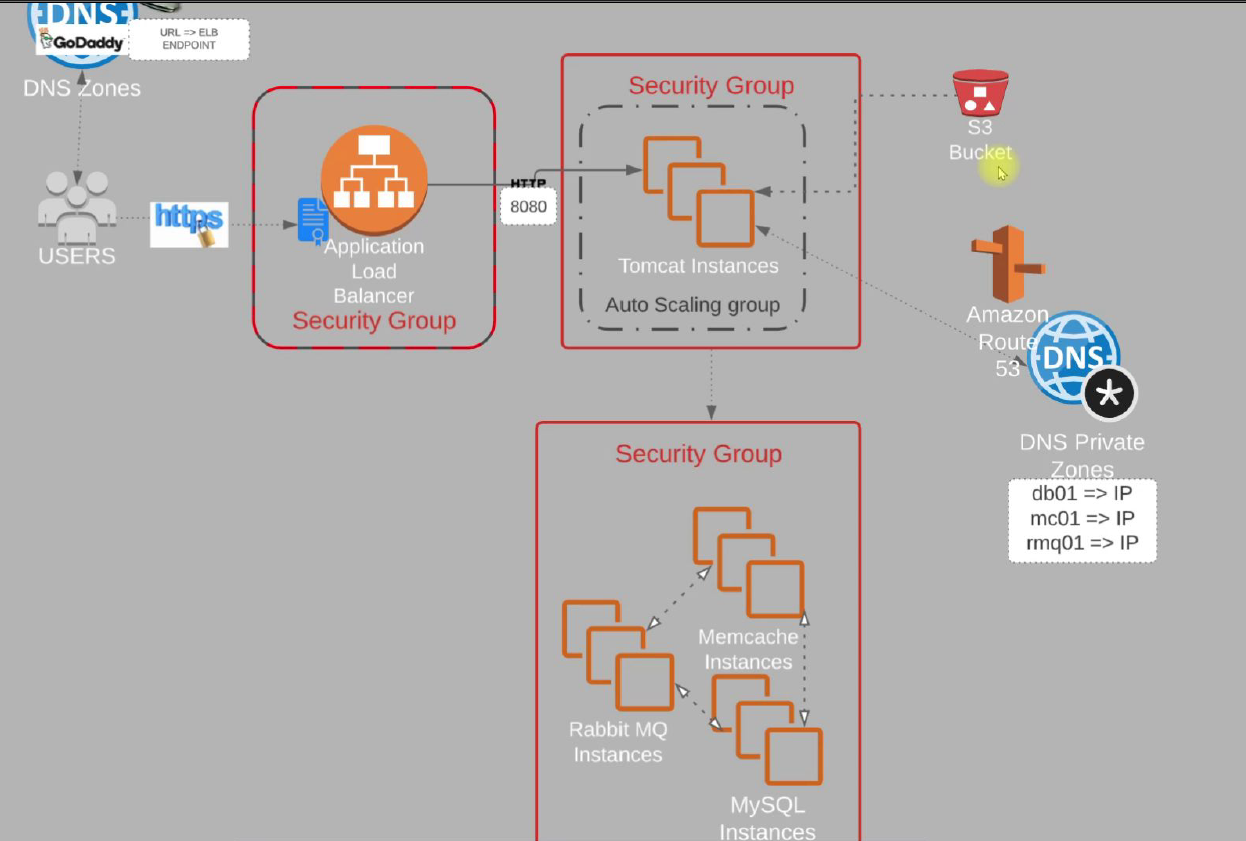 DNS
GoDaddy
URL => ELB
ENDPOINT
DNS Zones
USERS
https
Application
Load
Balancer
Security Group
HTTP
8080
Security Group
Tomcat Instances
Auto Scaling group
S3
Bucket
Amazon
Route
53
DNS
*
DNS Private
Zones
db01 => IP
mc01 => IP
rmq01 => IP
Security Group
Memcache
Instances
Rabbit MQ
Instances
MySQL
Instances